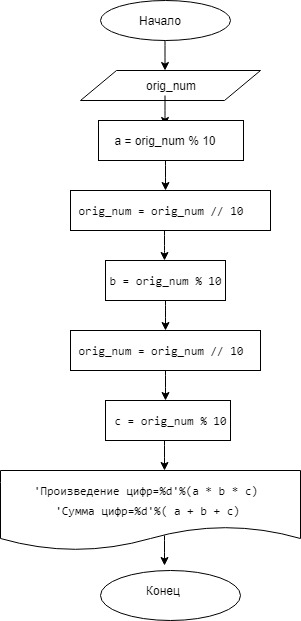 Начало
orig_num
a = orig_num % 10
orig_num = orig_num // 10
b = orig_num % 10
orig_num = orig_num // 10
c = orig_num % 10
'Произведение цифр=%d'%(a * b * c)
'Сумма цифр=%d'%( a + b + c)
Конец